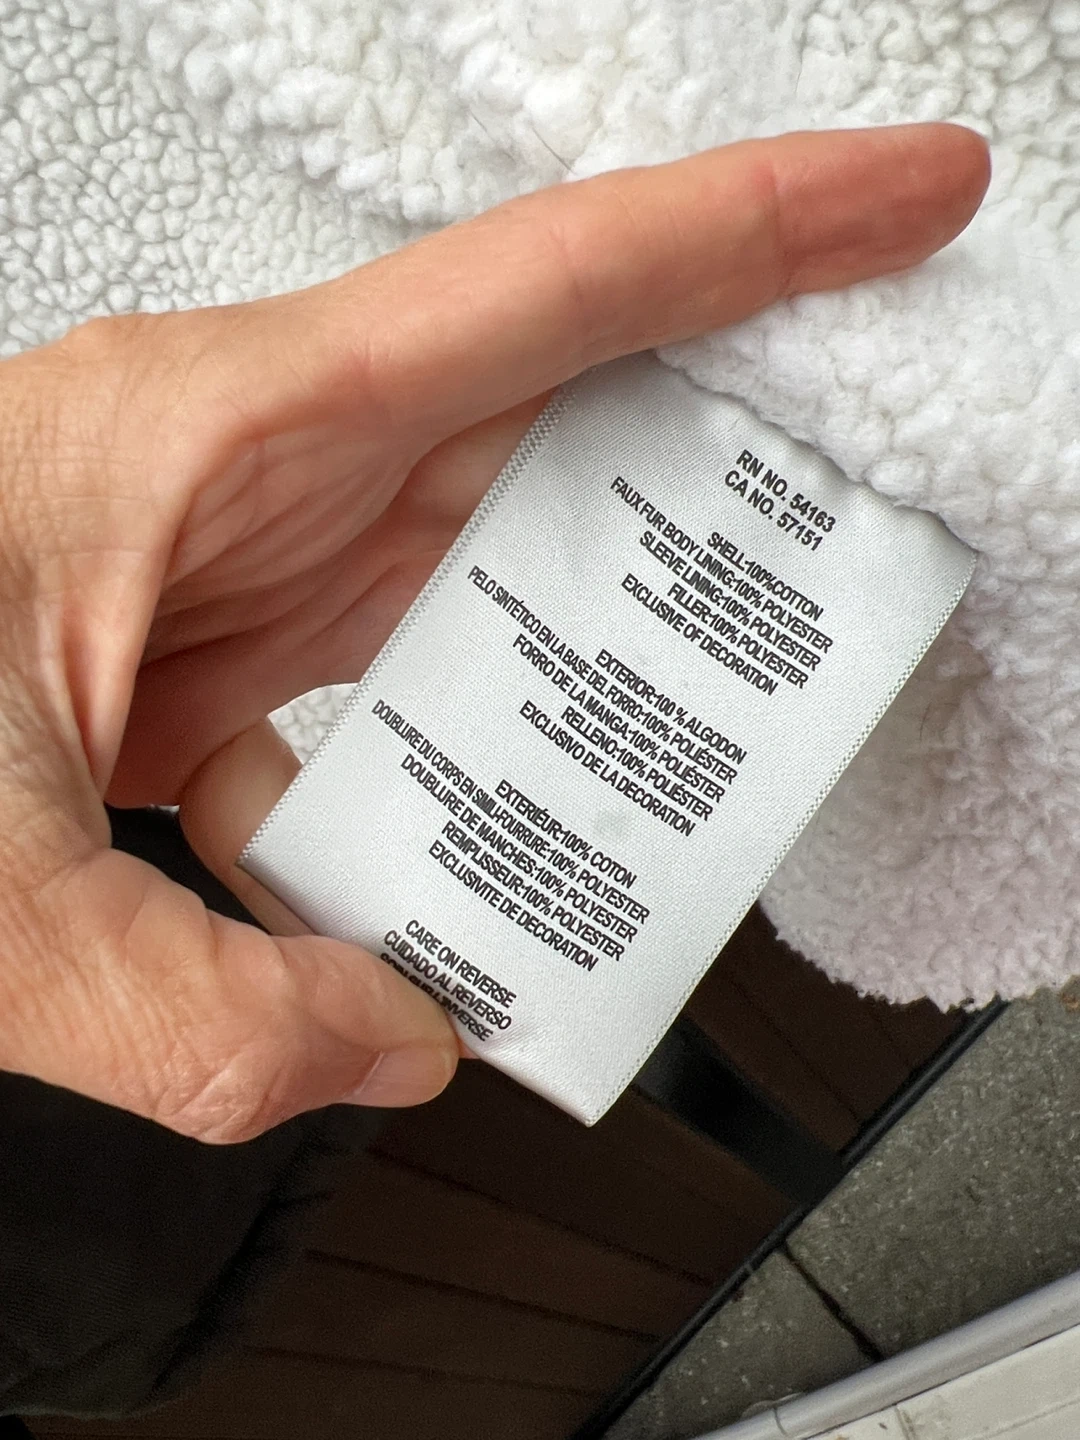 RN NO. 54163
CA NO. 57151
SHELL:100%COTTON
FAUX FUR BODY LINING:100% POLYESTER
SLEEVE LINING:100% POLYESTER
FILLER:100% POLYESTER
EXCLUSIVE OF DECORATION
EXTERIOR:100 % ALGODON
PELO SINTÉTICO EN LA BASE DEL FORRO:100% POLIÉSTER
FORRO DE LA MANGA:100% POLIÉSTER
RELLENO:100% POLIÉSTER
EXCLUSIVO DE LA DECORATION
EXTERIEUR:100% COTON
DOUBLURE DU CORPS EN SIMILI-FOURRURE:100% POLYESTER
DOUBLURE DE MANCHES:100% POLYESTER
REMPLISSEUR:100% POLYESTER
EXCLUSIVITE DE DECORATION
CARE ON REVERSE
CUIDADO AL REVERSO
SOIN SUR L'INVERSE